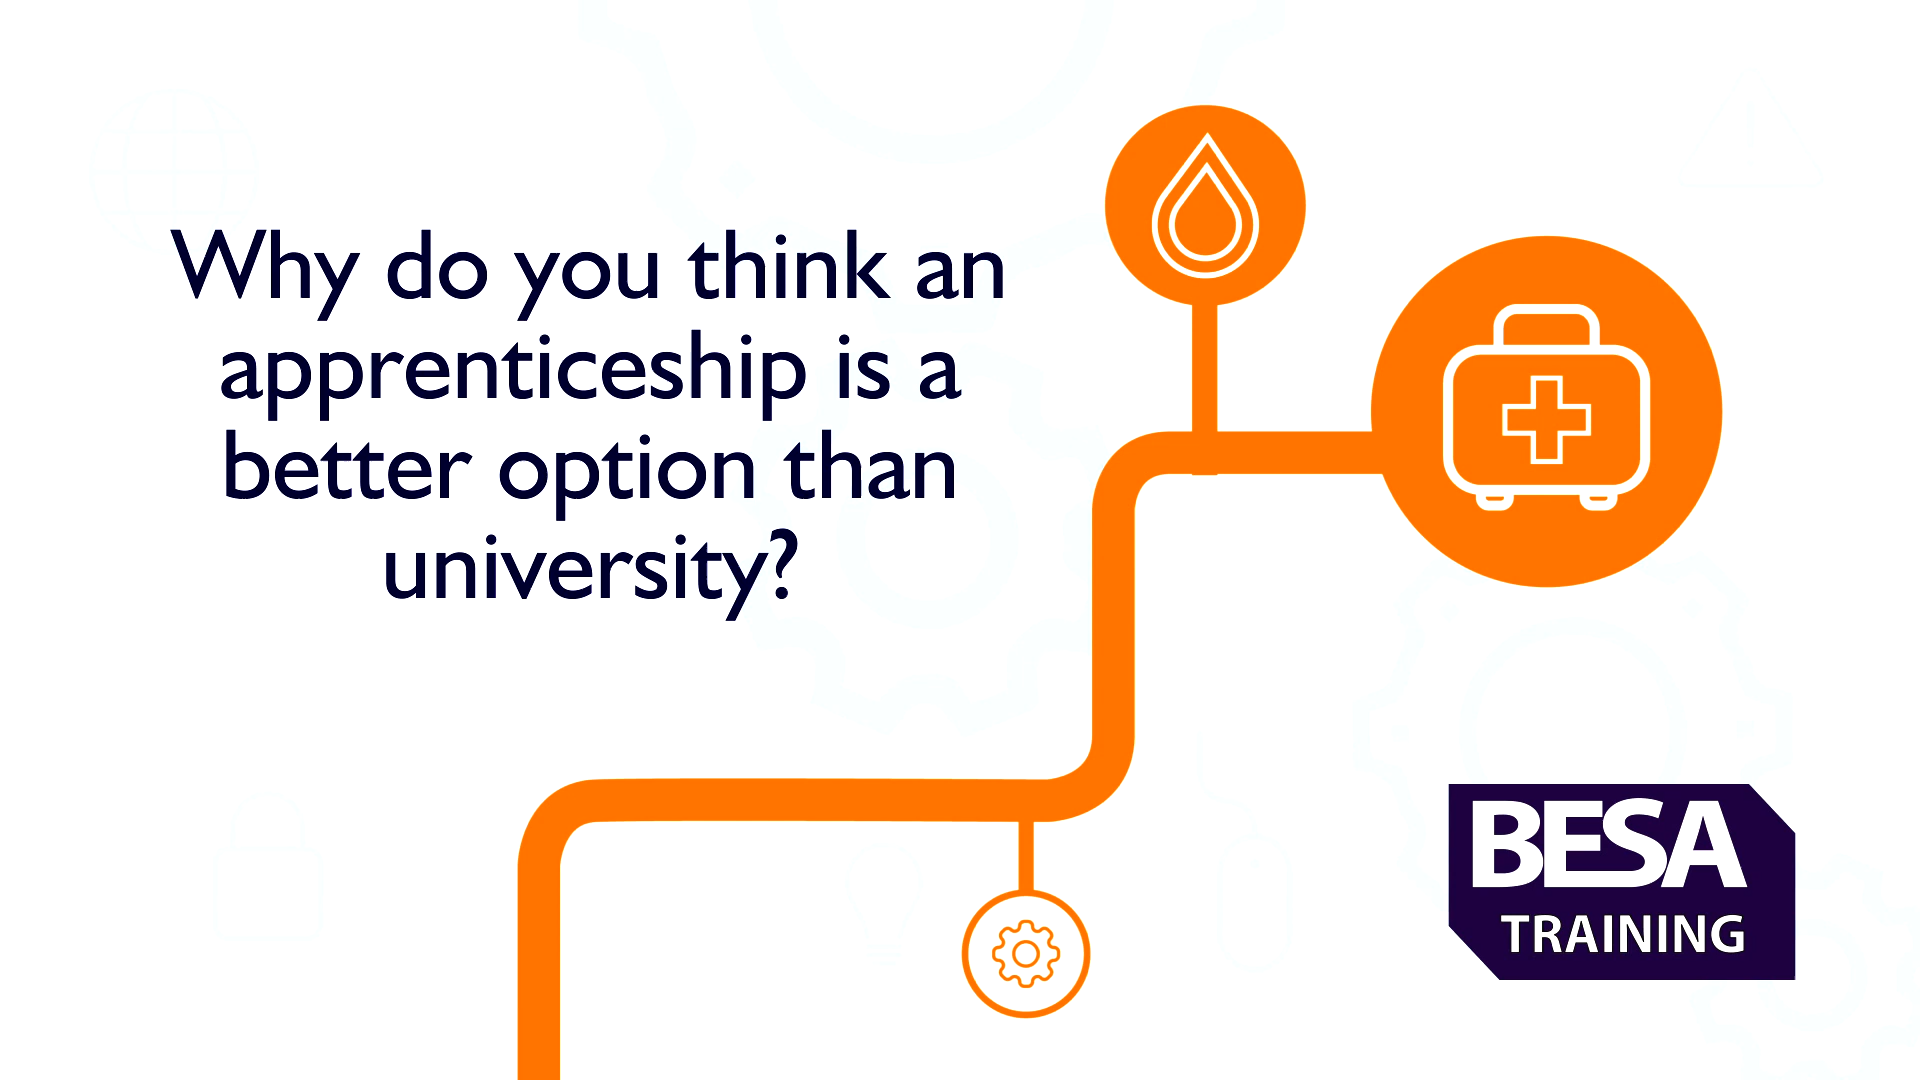 Why do you think an
apprenticeship is a
better option than
university?
BESA
TRAINING